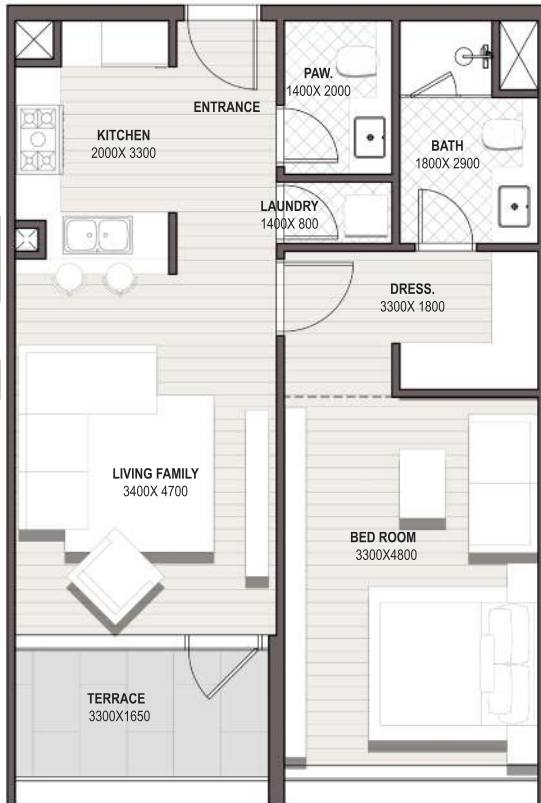 PAW.
1400X 2000
ENTRANCE
KITCHEN
2000X 3300
BATH
1800X 2900
LAUNDRY
1400X 800
DRESS.
3300X 1800
LIVING FAMILY
3400X 4700
BED ROOM
3300X4800
TERRACE
3300X1650